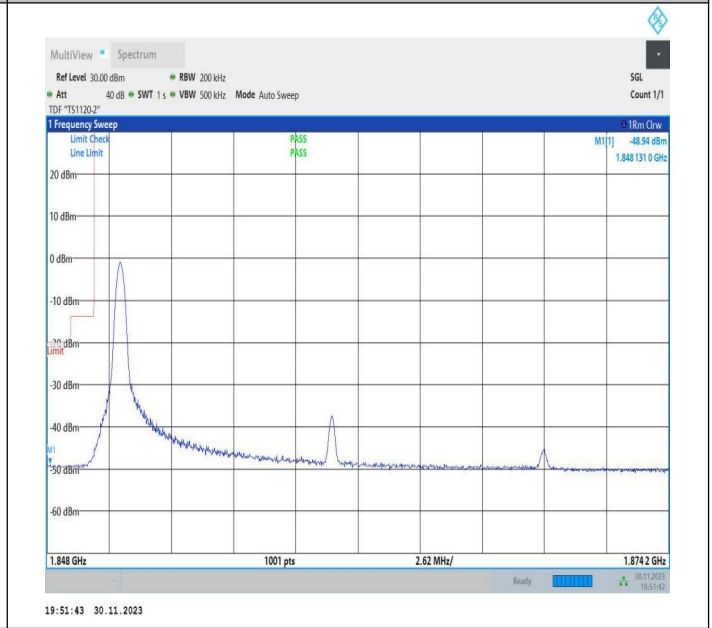 MultiView Spectrum
Ref Level 30.00 dBm RBW 200 kHz SGL
Att 40 dB SWT 1 s VBW 500 kHz Mode Auto Sweep Count 1/1
TDF "TS1120-2"
1 Frequency Sweep 1Rm Clrw
Limit Check PASS M1[1] -48.94 dBm
Line Limit PASS 1.848 131 0 GHz
20 dBm
10 dBm
0 dBm
-10 dBm
-20 dBm
Limit
-30 dBm
-40 dBm
M1
-50 dBm
-60 dBm
1.848 GHz 1001 pts 2.62 MHz/ 1.874 2 GHz
Ready 30.11.2023
19:51:42
19:51:43 30.11.2023